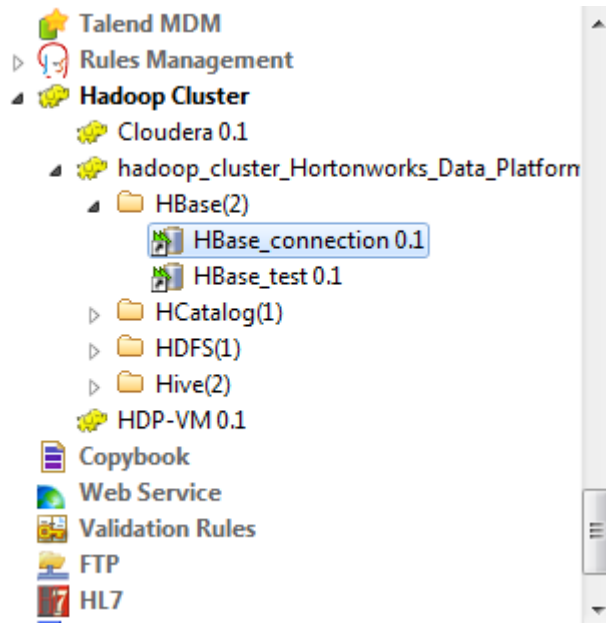 Talend MDM
Rules Management
Hadoop Cluster
Cloudera 0.1
hadoop_cluster_Hortonworks_Data_Platform
HBase(2)
HBase_connection 0.1
HBase_test 0.1
HCatalog(1)
HDFS(1)
Hive(2)
HDP-VM 0.1
Copybook
Web Service
Validation Rules
FTP
HL7